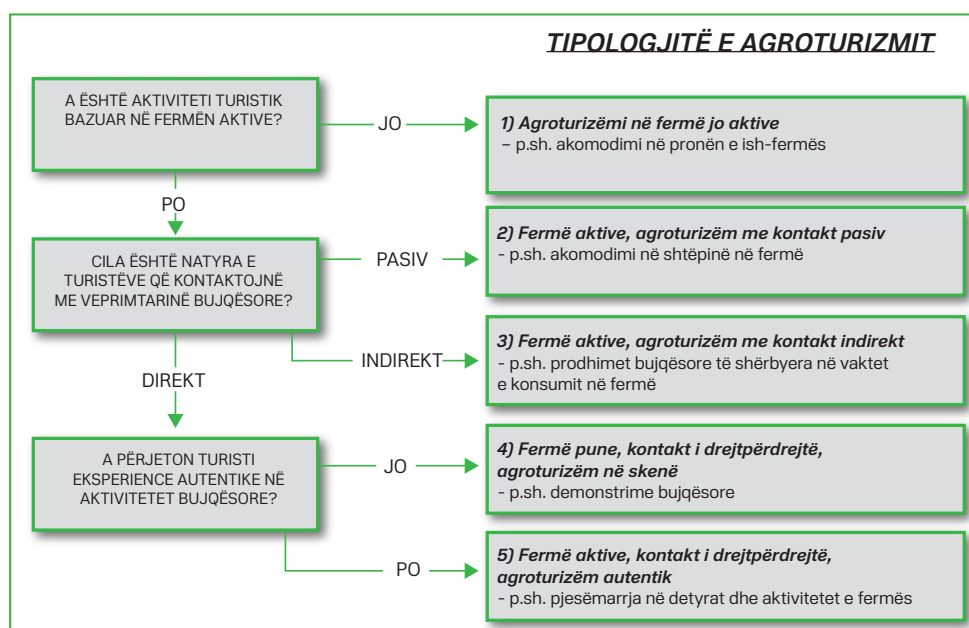 TIPOLOGJITË E AGROTURIZMIT
A ËSHTË AKTIVITETI TURISTIK
BAZUAR NË FERMËN AKTIVE?
JO
1) Agroturizëmi në fermë jo aktive
– p.sh. akomodimi në pronën e ish-fermës
PO
CILA ËSHTË NATYRA E
TURISTËVE QË KONTAKTOJNË
ME VEPRIMTARINË BUJQËSORE?
PASIV
2) Fermë aktive, agroturizëm me kontakt pasiv
- p.sh. akomodimi në shtëpinë në fermë
INDIREKT
3) Fermë aktive, agroturizëm me kontakt indirekt
- p.sh. prodhimet bujqësore të shërbyera në vaktet
e konsumit në fermë
DIREKT
A PËRJETON TURISTI
EKSPERIENCE AUTENTIKE NË
AKTIVITETET BUJQËSORE?
JO
4) Fermë pune, kontakt i drejtpërdrejtë,
agroturizëm në skenë
- p.sh. demonstrime bujqësore
PO
5) Fermë aktive, kontakt i drejtpërdrejtë,
agroturizëm autentik
- p.sh. pjesëmarrja në detyrat dhe aktivitetet e fermës